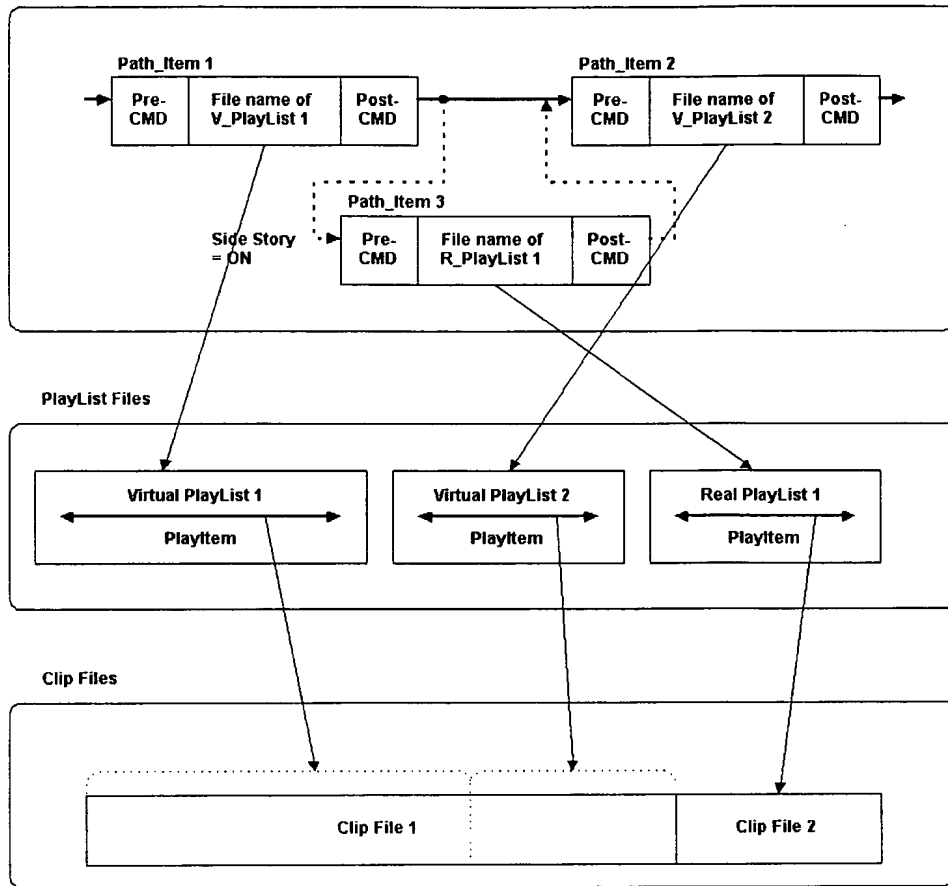 Path_Item 1
Path_Item 2
Pre-
CMD
File name of
V_PlayList 1
Post-
CMD
Pre-
CMD
File name of
V_PlayList 2
Post-
CMD
Path_Item 3
Side Story
= ON
Pre-
CMD
File name of
R_PlayList 1
Post-
CMD
PlayList Files
Virtual PlayList 1
PlayItem
Virtual PlayList 2
PlayItem
Real PlayList 1
PlayItem
Clip Files
Clip File 1
Clip File 2